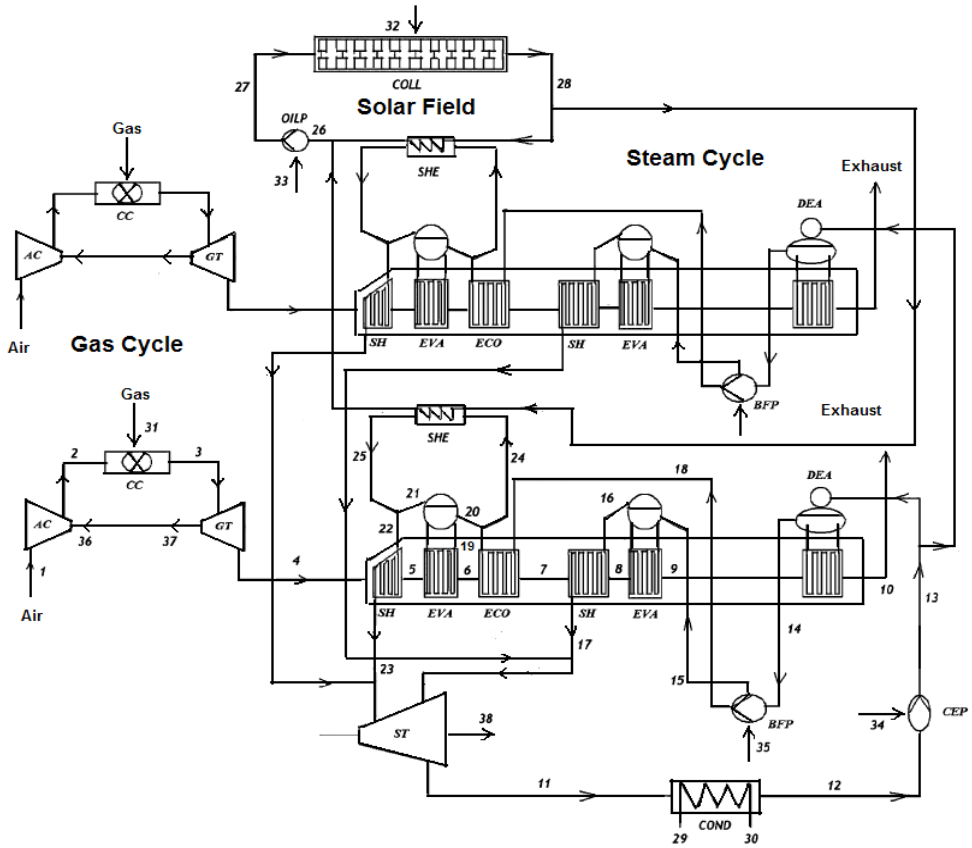 32
COLL
27
28
Solar Field
OILP
26
33
SHE
Steam Cycle
Exhaust
DEA
Gas
CC
AC
GT
Air
Gas Cycle
SH
EVA
ECO
SH
EVA
BFP
Exhaust
SHE
25
24
18
Gas
31
2
3
CC
AC
GT
36
37
1
Air
4
21
20
22
19
16
DEA
5
6
7
8
9
10
13
SH
EVA
ECO
SH
EVA
17
14
23
15
BFP
35
34
CEP
ST
38
11
12
COND
29
30